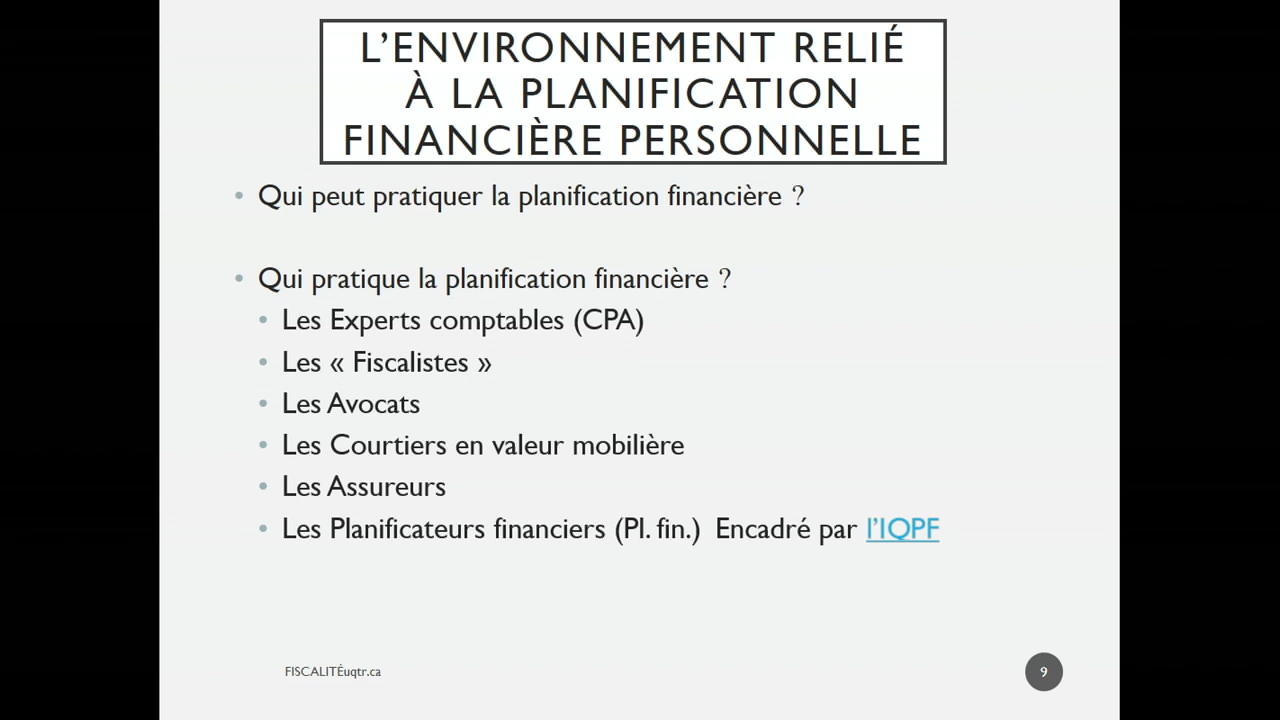 L’ENVIRONNEMENT RELIÉ
À LA PLANIFICATION
FINANCIÈRE PERSONNELLE
• Qui peut pratiquer la planification financière ?
• Qui pratique la planification financière ?
• Les Experts comptables (CPA)
• Les « Fiscalistes »
• Les Avocats
• Les Courtiers en valeur mobilière
• Les Assureurs
• Les Planificateurs financiers (Pl. fin.) Encadré par l’IQPF
FISCALITÉuqtr.ca
9